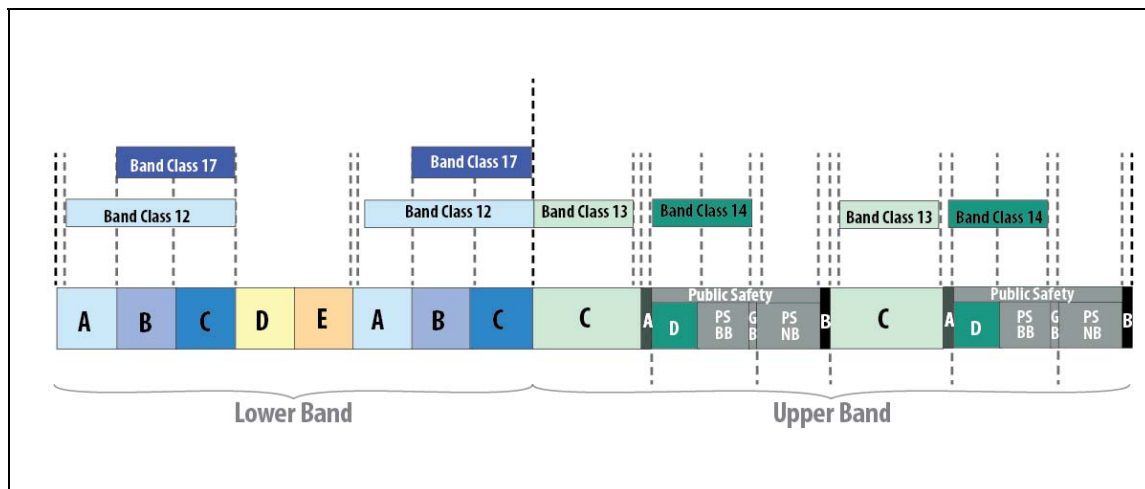 Band Class 17
Band Class 17
Band Class 12
Band Class 12
Band Class 13
Band Class 14
Band Class 13
Band Class 14
A
B
C
D
E
A
B
C
C
A
Public Safety
D
PS
BB
G
B
PS
NB
B
C
A
Public Safety
D
PS
BB
G
B
PS
NB
B
Lower Band
Upper Band